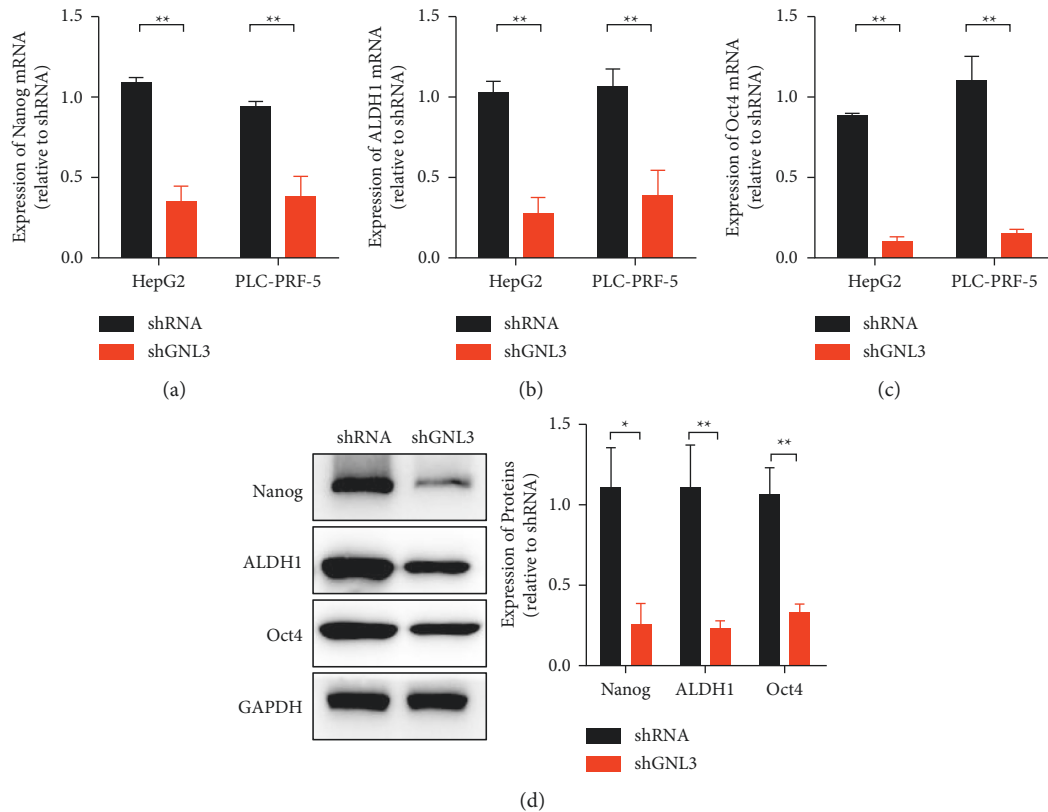 Expression of Nanog mRNA
(relative to shRNA)
1.5
1.0
0.5
0.0
**
**
HepG2
PLC-PRF-5
shRNA
shGNL3
(a)
Expression of ALDH1 mRNA
(relative to shRNA)
1.5
1.0
0.5
0.0
**
**
HepG2
PLC-PRF-5
shRNA
shGNL3
(b)
Expression of Oct4 mRNA
(relative to shRNA)
1.5
1.0
0.5
0.0
**
**
HepG2
PLC-PRF-5
shRNA
shGNL3
(c)
shRNA shGNL3
Nanog
ALDH1
Oct4
GAPDH
Expression of Proteins
(relative to shRNA)
1.5
1.0
0.5
0.0
*
**
**
Nanog ALDH1 Oct4
shRNA
shGNL3
(d)